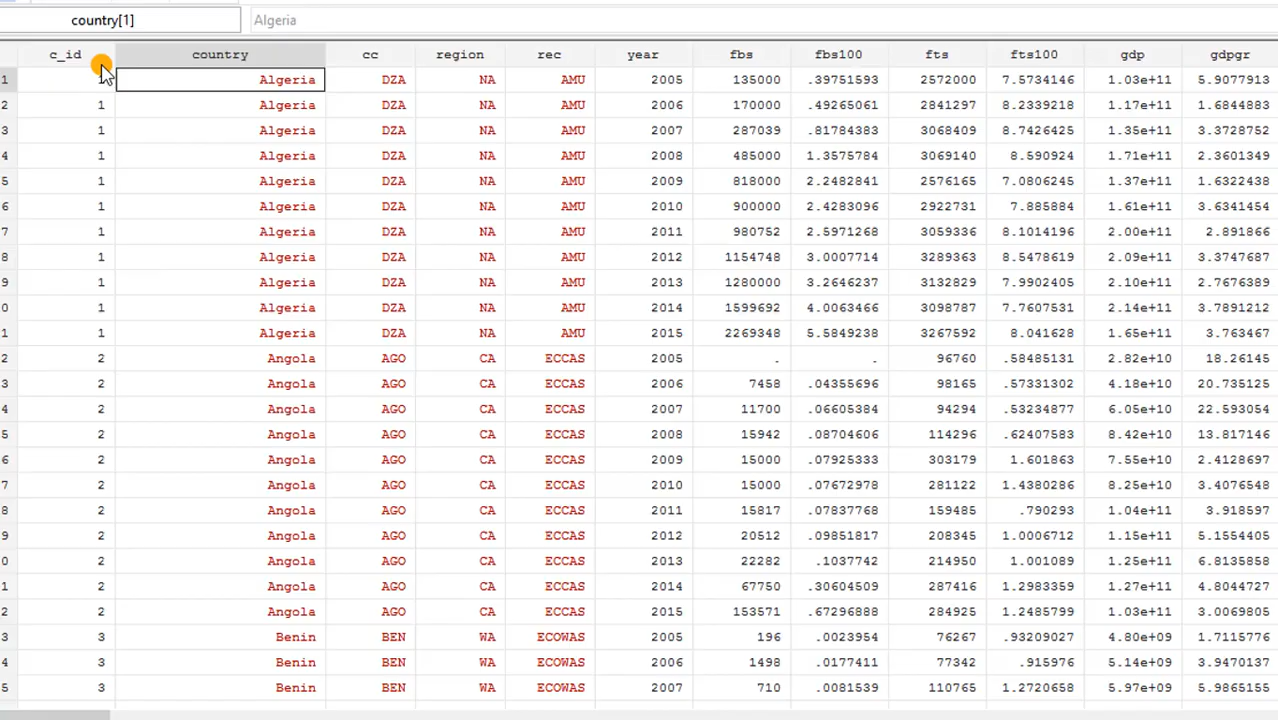 country[1] Algeria
c_id country cc region rec year fbs fbs100 fts fts100 gdp gdpgr
1 Algeria DZA NA AMU 2005 135000 .39751593 2572000 7.5734146 1.03e+11 5.9077913
2 1 Algeria DZA NA AMU 2006 170000 .49265061 2841297 8.2339218 1.17e+11 1.6844883
3 1 Algeria DZA NA AMU 2007 287039 .81784383 3068409 8.7426425 1.35e+11 3.3728752
4 1 Algeria DZA NA AMU 2008 485000 1.3575784 3069140 8.590924 1.71e+11 2.3601349
5 1 Algeria DZA NA AMU 2009 818000 2.2482841 2576165 7.0806245 1.37e+11 1.6322438
6 1 Algeria DZA NA AMU 2010 900000 2.4283096 2922731 7.885884 1.61e+11 3.6341454
7 1 Algeria DZA NA AMU 2011 980752 2.5971268 3059336 8.1014196 2.00e+11 2.891866
8 1 Algeria DZA NA AMU 2012 1154748 3.0007714 3289363 8.5478619 2.09e+11 3.3747687
9 1 Algeria DZA NA AMU 2013 1280000 3.2646237 3132829 7.9902405 2.10e+11 2.7676389
0 1 Algeria DZA NA AMU 2014 1599692 4.0063466 3098787 7.7607531 2.14e+11 3.7891212
1 1 Algeria DZA NA AMU 2015 2269348 5.5849238 3267592 8.041628 1.65e+11 3.763467
2 2 Angola AGO CA ECCAS 2005 . . 96760 .58485131 2.82e+10 18.26145
3 2 Angola AGO CA ECCAS 2006 7458 .04355696 98165 .57331302 4.18e+10 20.735125
4 2 Angola AGO CA ECCAS 2007 11700 .06605384 94294 .53234877 6.05e+10 22.593054
5 2 Angola AGO CA ECCAS 2008 15942 .08704606 114296 .62407583 8.42e+10 13.817146
6 2 Angola AGO CA ECCAS 2009 15000 .07925333 303179 1.601863 7.55e+10 2.4128697
7 2 Angola AGO CA ECCAS 2010 15000 .07672978 281122 1.4380286 8.25e+10 3.4076548
8 2 Angola AGO CA ECCAS 2011 15817 .07837768 159485 .790293 1.04e+11 3.918597
9 2 Angola AGO CA ECCAS 2012 20512 .09851817 208345 1.0006712 1.15e+11 5.1554405
0 2 Angola AGO CA ECCAS 2013 22282 .1037742 214950 1.001089 1.25e+11 6.8135858
1 2 Angola AGO CA ECCAS 2014 67750 .30604509 287416 1.2983359 1.27e+11 4.8044727
2 2 Angola AGO CA ECCAS 2015 153571 .67296888 284925 1.2485799 1.03e+11 3.0069805
3 3 Benin BEN WA ECOWAS 2005 196 .0023954 76267 .93209027 4.80e+09 1.7115776
4 3 Benin BEN WA ECOWAS 2006 1498 .0177411 77342 .915976 5.14e+09 3.9470137
5 3 Benin BEN WA ECOWAS 2007 710 .0081539 110765 1.2720658 5.97e+09 5.9865155